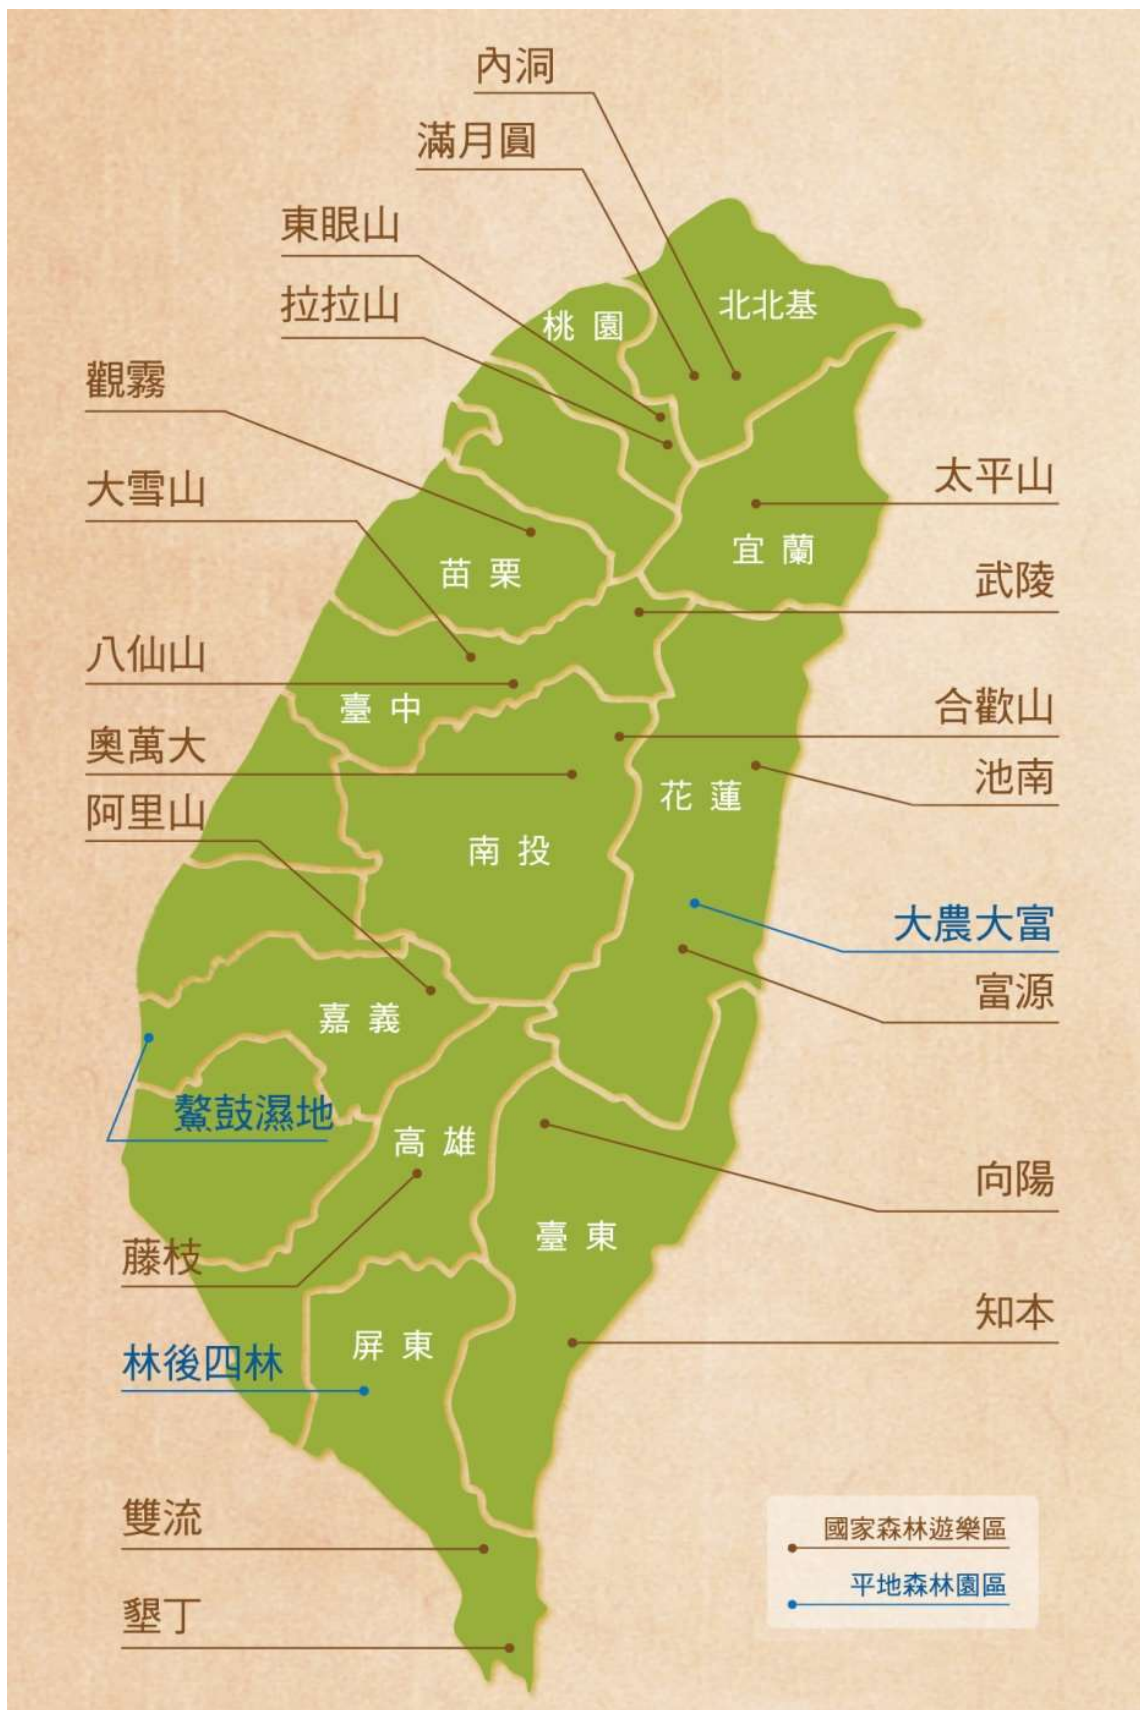 內洞
滿月圓
東眼山
拉拉山
北北基
桃園
觀霧
大雪山
太平山
宜蘭
苗栗
武陵
八仙山
臺中
合歡山
奧萬大
池南
花蓮
阿里山
南投
大農大富
富源
嘉義
鰲鼓濕地
高雄
向陽
臺東
藤枝
知本
屏東
林後四林
雙流
國家森林遊樂區
平地森林園區
墾丁